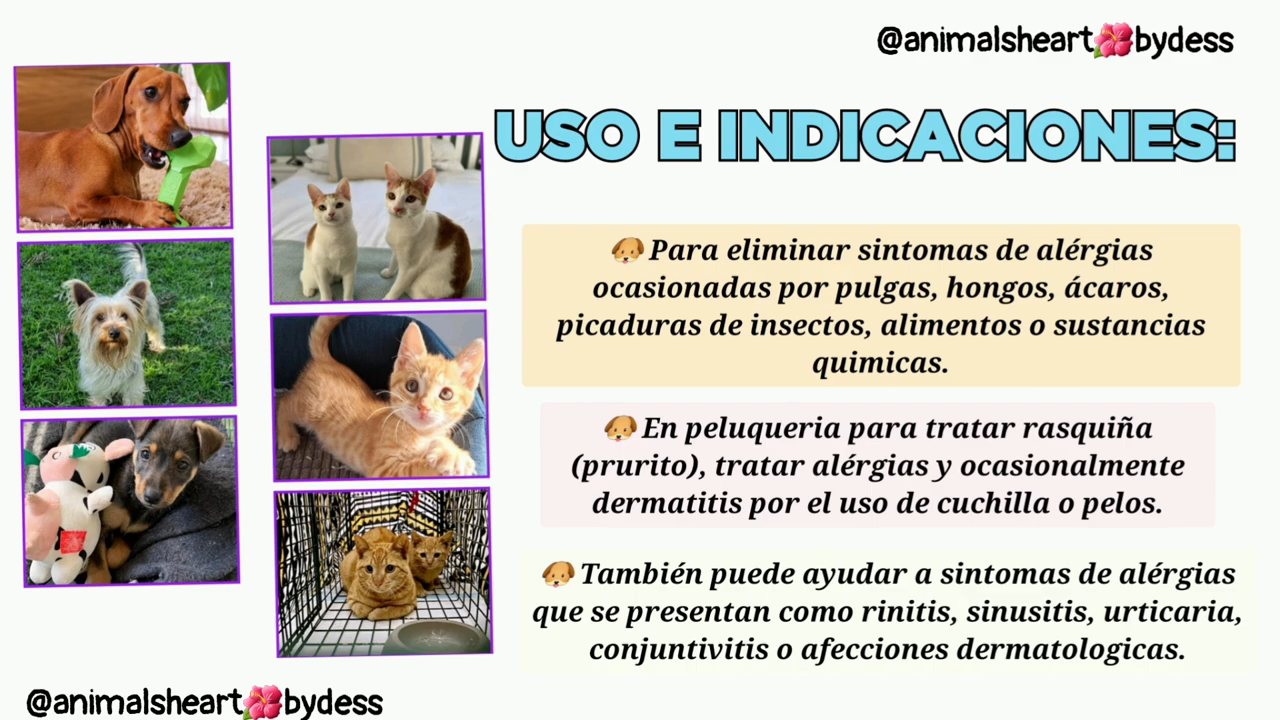 @animalsheart🌺bydess
USO E INDICACIONES:
🐶Para eliminar sintomas de alérgias
ocasionadas por pulgas, hongos, ácaros,
picaduras de insectos, alimentos o sustancias
quimicas.
🐶En peluqueria para tratar rasquiña
(prurito), tratar alérgias y ocasionalmente
dermatitis por el uso de cuchilla o pelos.
🐶También puede ayudar a sintomas de alérgias
que se presentan como rinitis, sinusitis, urticaria,
conjuntivitis o afecciones dermatologicas.
@animalsheart🌺bydess